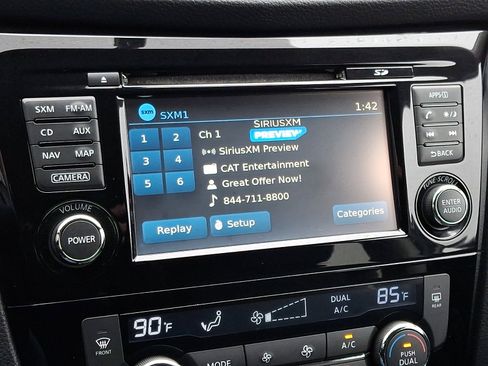 SD
SXM FM-AM
CD AUX
NAV MAP
CAMERA
VOLUME
POWER
sxm SXM1 1:42
1 2
3 4
5 6
Ch 1
SIRIUSXM
PREVIEW
SiriusXM Preview
CAT Entertainment
Great Offer Now!
844-711-8800
Replay
Setup
Categories
APPS(i)
BACK
TUNE·SCROLL
ENTER
AUDIO
90°F
DUAL
A/C
85°F
FRONT
REAR
MODE
A/C
PUSH
DUAL